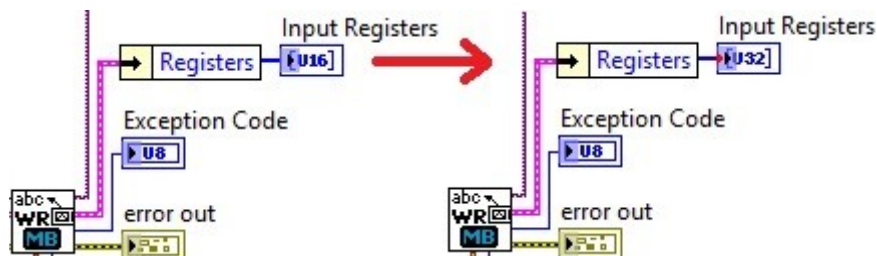 Input Registers
Registers [U16]
Exception Code
U8
abc
WR
MB
error out
Input Registers
Registers [U32]
Exception Code
U8
abc
WR
MB
error out